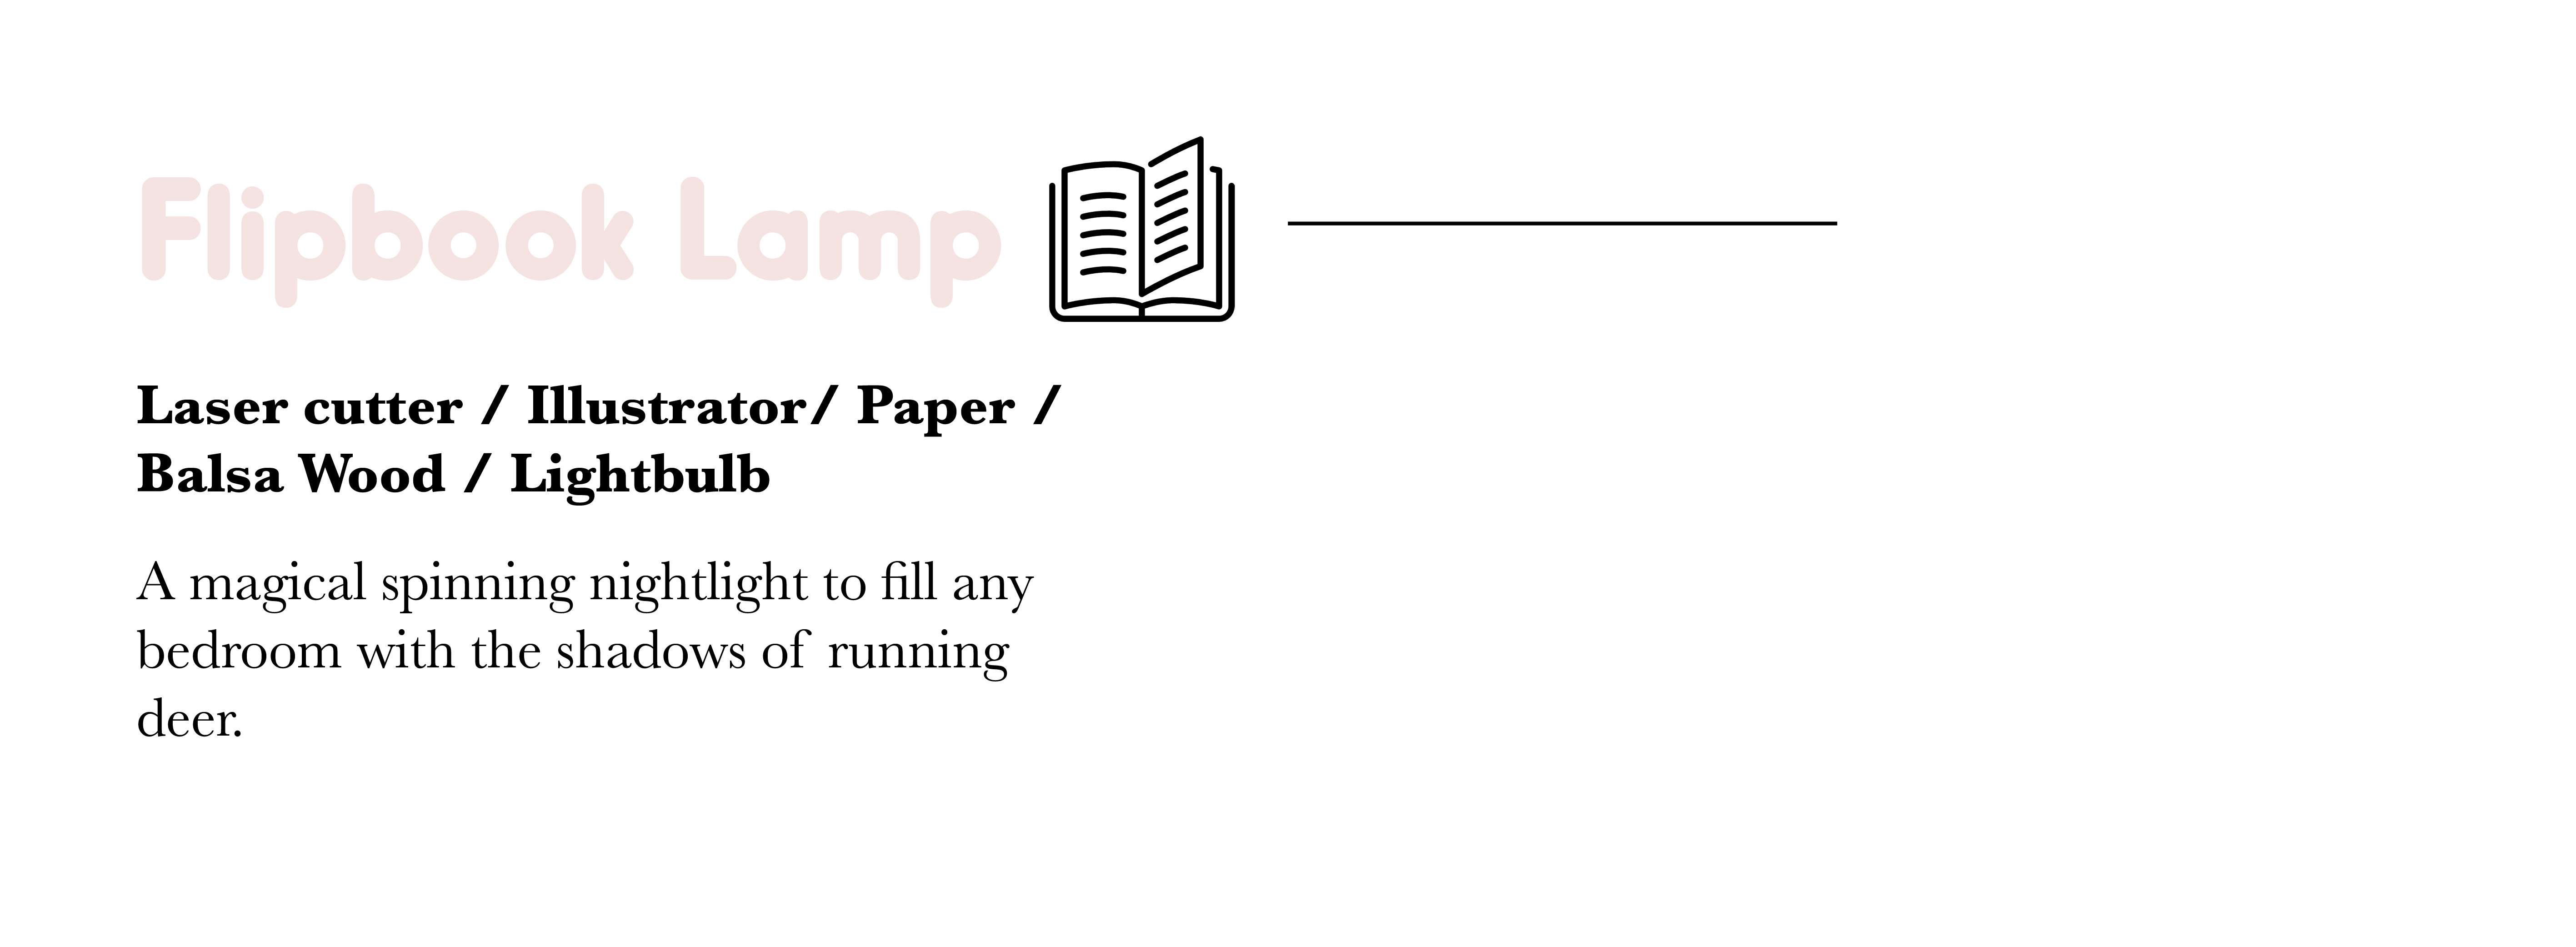 Flipbook Lamp
Laser cutter / Illustrator/ Paper /
Balsa Wood / Lightbulb
A magical spinning nightlight to fill any
bedroom with the shadows of running
deer.